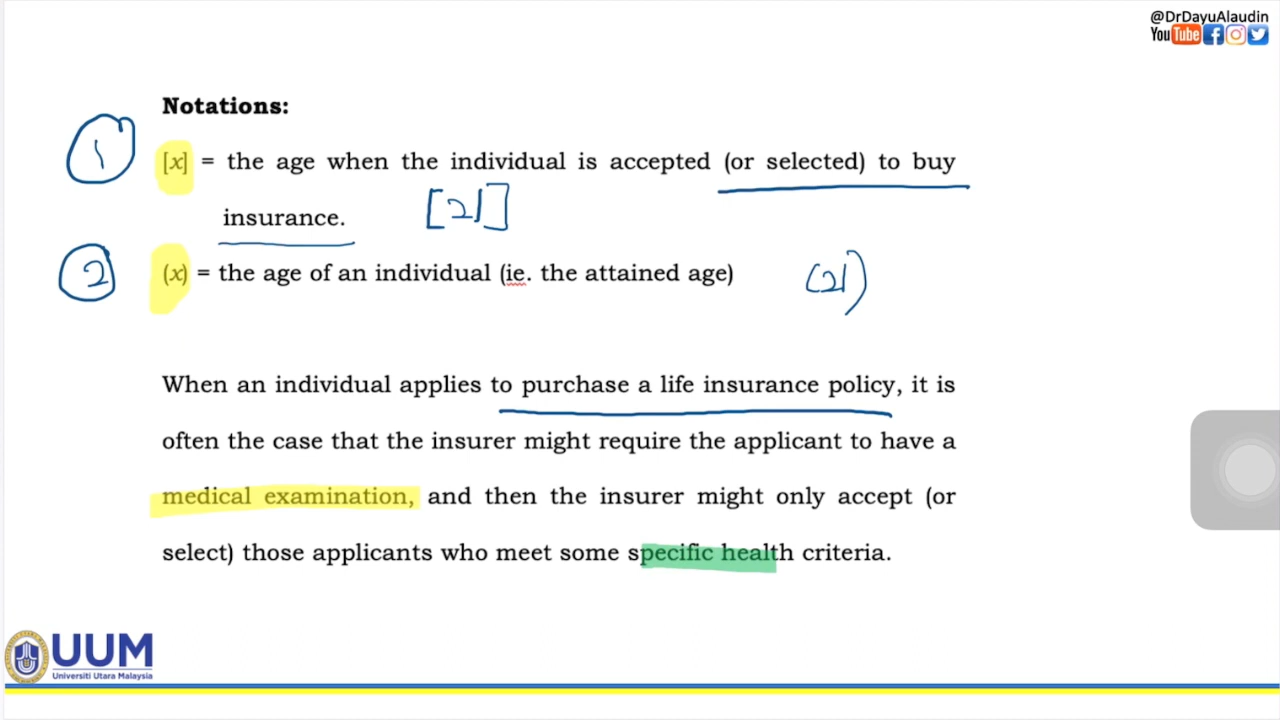 @DrDayuAlaudin
YouTube
Notations:
1
[x] = the age when the individual is accepted (or selected) to buy
insurance.
[21]
2
(x) = the age of an individual (ie. the attained age)
(21)
When an individual applies to purchase a life insurance policy, it is
often the case that the insurer might require the applicant to have a
medical examination, and then the insurer might only accept (or
select) those applicants who meet some specific health criteria.
UUM
Universiti Utara Malaysia